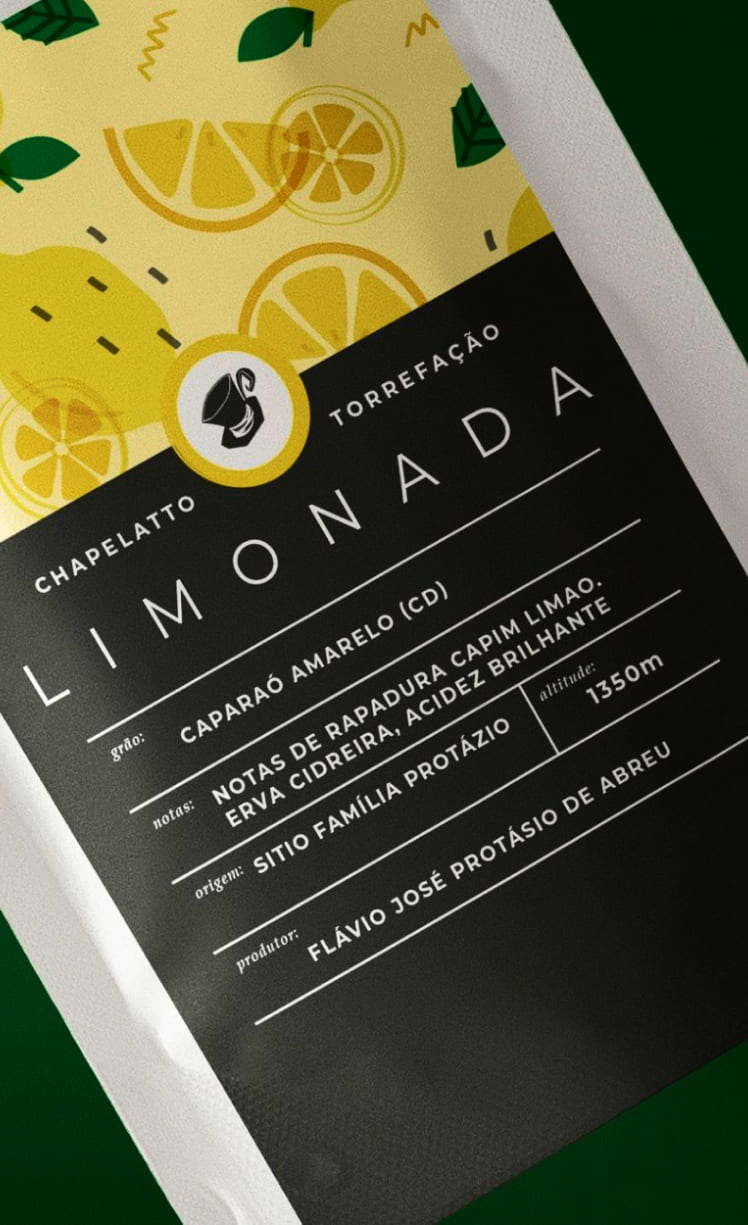 CHAPELATTO TORREFAÇÃO
LIMONADA
grão: CAPARAÓ AMARELO (CD)
notas: NOTAS DE RAPADURA CAPIM LIMAO.
ERVA CIDREIRA, ACIDEZ BRILHANTE
origem: SITIO FAMÍLIA PROTÁZIO
altitude: 1350m
produtor: FLÁVIO JOSÉ PROTÁSIO DE ABREU